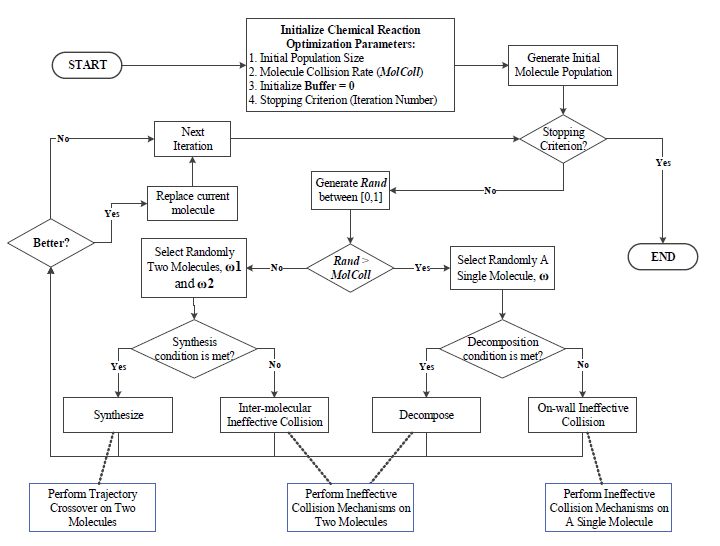 START
Initialize Chemical Reaction
Optimization Parameters:
1. Initial Population Size
2. Molecule Collision Rate (MolColl)
3. Initialize Buffer = 0
4. Stopping Criterion (Iteration Number)
Generate Initial
Molecule Population
Stopping
Criterion?
Yes
END
No
Next
Iteration
No
Replace current
molecule
Yes
Better?
Generate Rand
between [0,1]
Rand >
MolColl
No
Yes
Select Randomly
Two Molecules, ω1
and ω2
Select Randomly A
Single Molecule, ω
Synthesis
condition is met?
Yes
No
Decomposition
condition is met?
Yes
No
Synthesize
Inter-molecular
Ineffective Collision
Decompose
On-wall Ineffective
Collision
Perform Trajectory
Crossover on Two
Molecules
Perform Ineffective
Collision Mechanisms on
Two Molecules
Perform Ineffective
Collision Mechanisms on
A Single Molecule